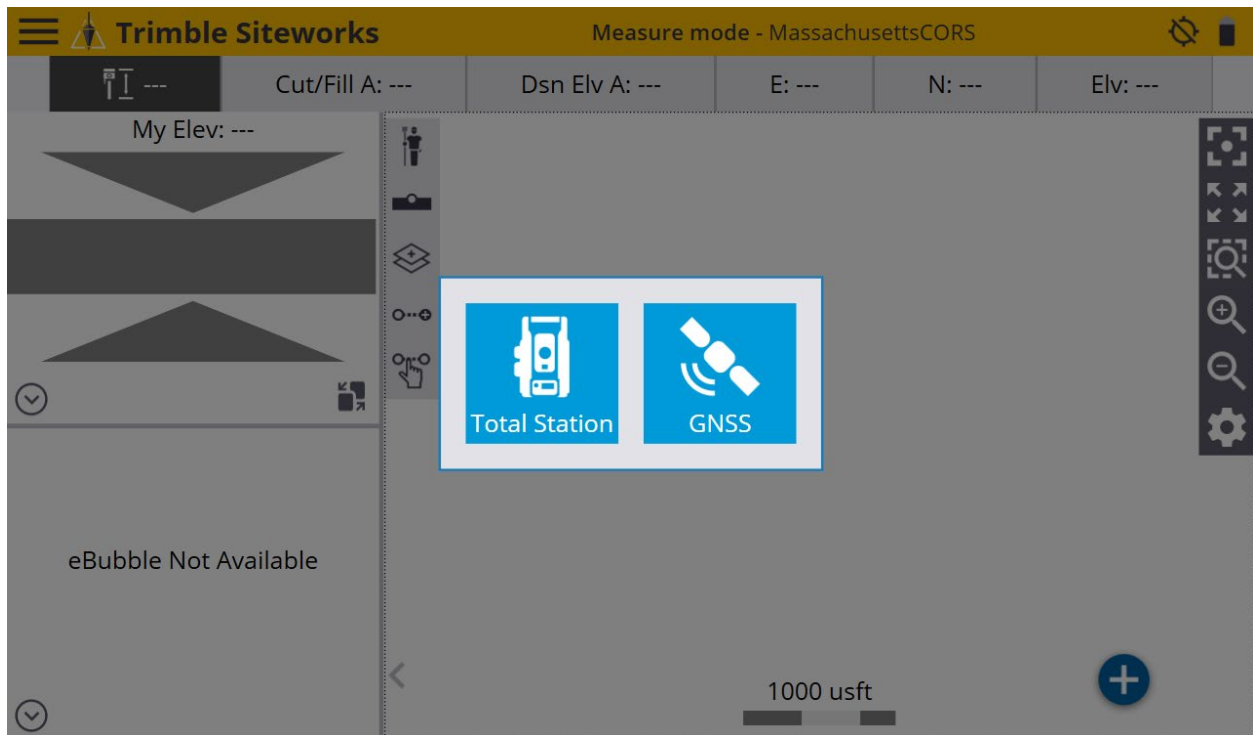 Trimble Siteworks
Measure mode - MassachusettsCORS
---
Cut/Fill A: ---
Dsn Elv A: ---
E: ---
N: ---
Elv: ---
My Elev: ---
Total Station
GNSS
eBubble Not Available
1000 usft